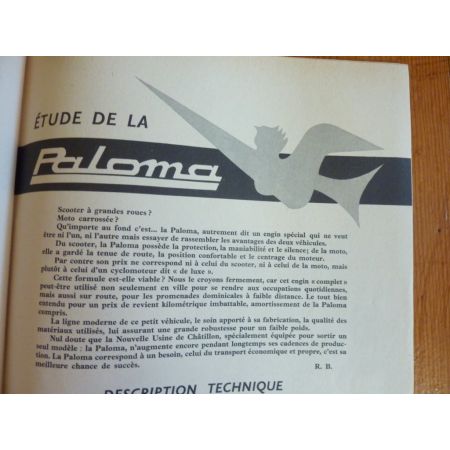 ÉTUDE DE LA
Paloma
Scooter à grandes roues ?
Moto carrossée ?
Qu'importe au fond c'est... la Paloma, autrement dit un engin spécial qui ne veut
être ni l'un, ni l'autre mais essayer de rassembler les avantages des deux véhicules.
Du scooter, la Paloma possède la protection, la maniabilité et le silence; de la moto,
elle a gardé la tenue de route, la position confortable et le centrage du moteur.
Par contre son prix ne correspond ni à celui du scooter, ni à celui de la moto, mais
plutôt à celui d'un cyclomoteur dit « de luxe ».
Cette formule est-elle viable ? Nous le croyons fermement, car cet engin « complet »
peut-être utilisé non seulement en ville pour se rendre aux occupations quotidiennes,
mais aussi sur route, pour les promenades dominicales à faible distance. Le tout bien
entendu pour un prix de revient kilométrique imbattable, amortissement de la Paloma
compris.
La ligne moderne de ce petit véhicule, le soin apporté à sa fabrication, la qualité des
matériaux utilisés, lui assurant une grande robustesse pour un faible poids.
Nul doute que la Nouvelle Usine de Châtillon, spécialement équipée pour sortir un
seul modèle : la Paloma, n'augmente encore pendant longtemps ses cadences de produc-
tion. La Paloma correspond à un besoin, celui du transport économique et propre, c'est sa
meilleure chance de succès. R. B.
DESCRIPTION TECHNIQUE